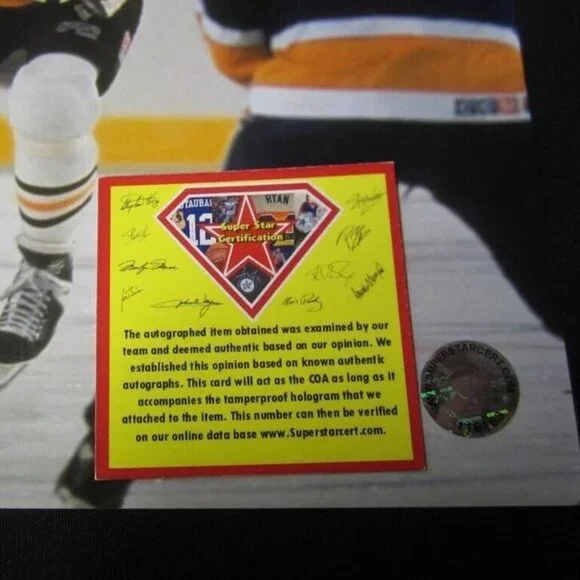 STAUBA
12
RYAN
Super Star
Certification
The autographed item obtained was examined by our
team and deemed authentic based on our opinion. We
established this opinion based on known authentic
autographs. This card will act as the COA as long as it
accompanies the tamperproof hologram that we
attached to the item. This number can then be verified
on our online data base www.Superstarcert.com.
SUPERSTARCERT.COM
CCM